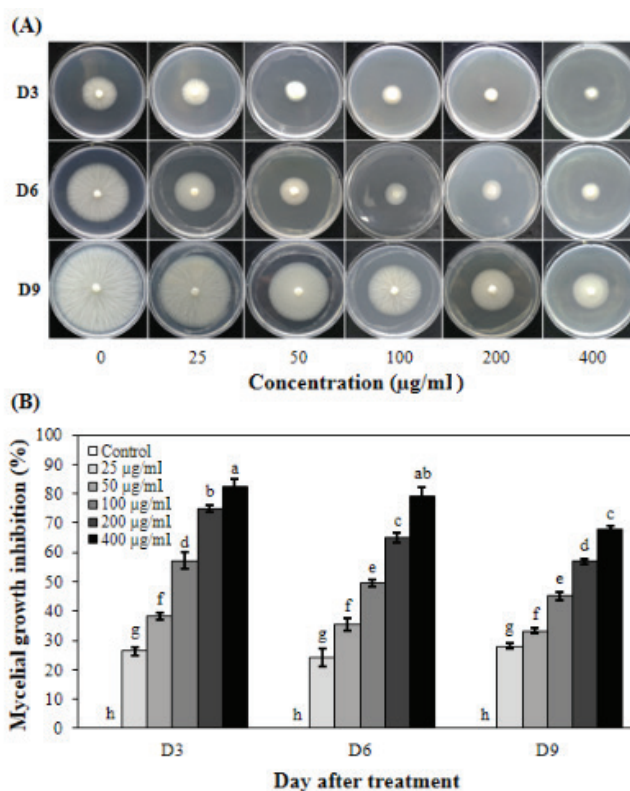 (A)
D3
D6
D9
0 25 50 100 200 400
Concentration (µg/ml )
(B)
Mycelial growth inhibition (%)
100
90
80
70
60
50
40
30
20
10
0
Control
25 µg/ml
50 µg/ml
100 µg/ml
200 µg/ml
400 µg/ml
h g f d b a
h g f e c ab
h g f e d c
D3 D6 D9
Day after treatment